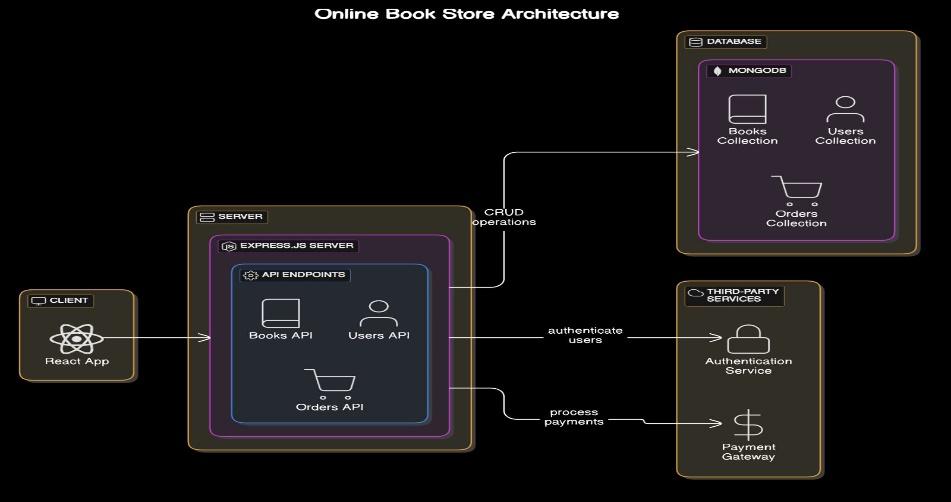 Online Book Store Architecture
DATABASE
MONGODB
Books
Collection
Users
Collection
Orders
Collection
CRUD
operations
SERVER
JS
EXPRESS.JS SERVER
API ENDPOINTS
Books API
Users API
Orders API
CLIENT
React App
THIRD-PARTY
SERVICES
authenticate
users
Authentication
Service
process
payments
Payment
Gateway